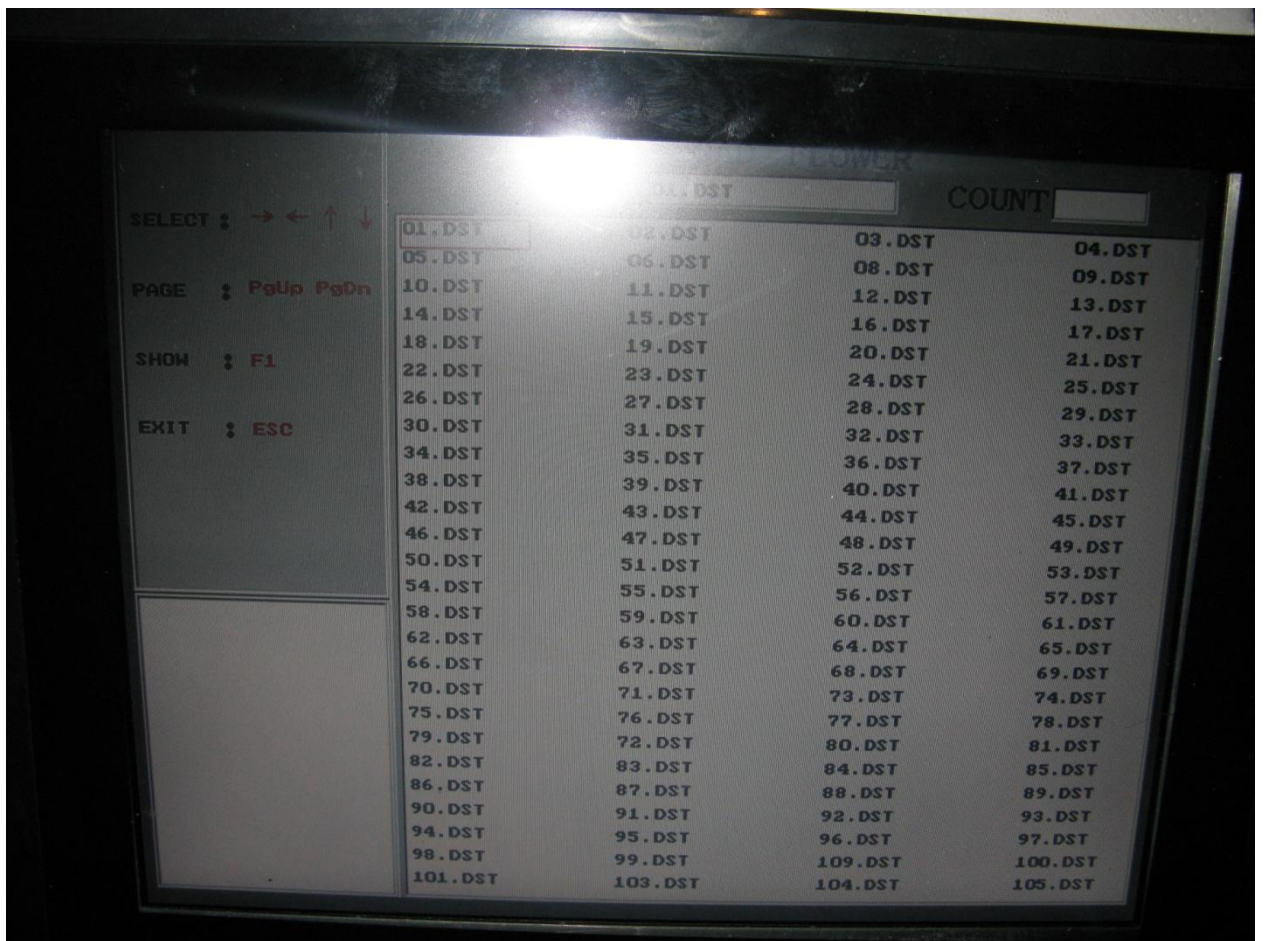 FLOWER
01.DST COUNT
SELECT : → ← ↑ ↓
PAGE : PgUp PgDn
SHOW : F1
EXIT : ESC
01.DST 02.DST 03.DST 04.DST
05.DST 06.DST 08.DST 09.DST
10.DST 11.DST 12.DST 13.DST
14.DST 15.DST 16.DST 17.DST
18.DST 19.DST 20.DST 21.DST
22.DST 23.DST 24.DST 25.DST
26.DST 27.DST 28.DST 29.DST
30.DST 31.DST 32.DST 33.DST
34.DST 35.DST 36.DST 37.DST
38.DST 39.DST 40.DST 41.DST
42.DST 43.DST 44.DST 45.DST
46.DST 47.DST 48.DST 49.DST
50.DST 51.DST 52.DST 53.DST
54.DST 55.DST 56.DST 57.DST
58.DST 59.DST 60.DST 61.DST
62.DST 63.DST 64.DST 65.DST
66.DST 67.DST 68.DST 69.DST
70.DST 71.DST 73.DST 74.DST
75.DST 76.DST 77.DST 78.DST
79.DST 72.DST 80.DST 81.DST
82.DST 83.DST 84.DST 85.DST
86.DST 87.DST 88.DST 89.DST
90.DST 91.DST 92.DST 93.DST
94.DST 95.DST 96.DST 97.DST
98.DST 99.DST 109.DST 100.DST
101.DST 103.DST 104.DST 105.DST